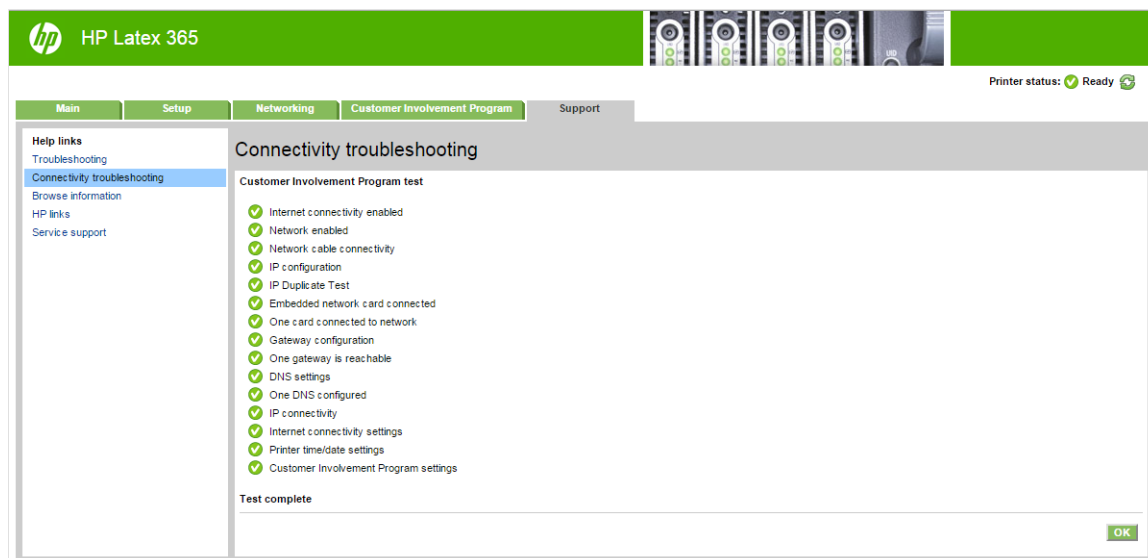 hp
HP Latex 365
UID
Printer status: Ready
Main Setup Networking Customer Involvement Program Support
Help links
Troubleshooting
Connectivity troubleshooting
Browse information
HP links
Service support
Connectivity troubleshooting
Customer Involvement Program test
Internet connectivity enabled
Network enabled
Network cable connectivity
IP configuration
IP Duplicate Test
Embedded network card connected
One card connected to network
Gateway configuration
One gateway is reachable
DNS settings
One DNS configured
IP connectivity
Internet connectivity settings
Printer time/date settings
Customer Involvement Program settings
Test complete
OK